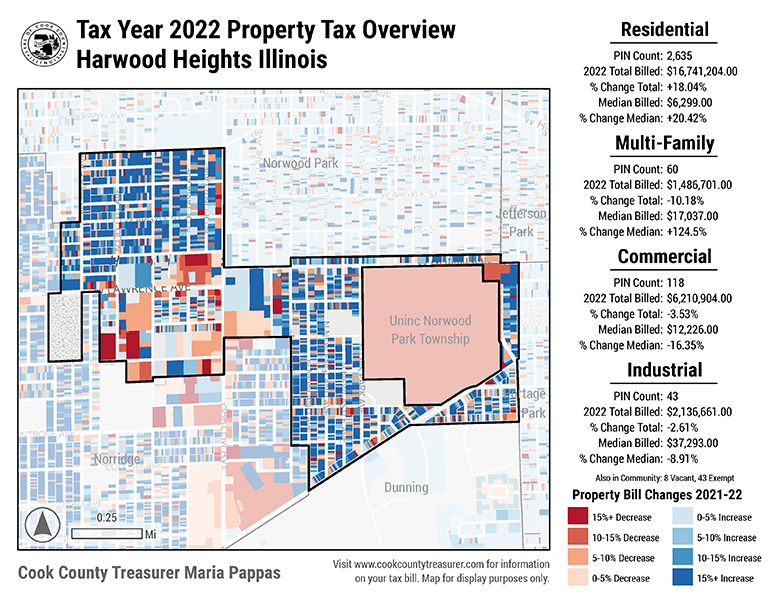 Tax Year 2022 Property Tax Overview
Harwood Heights Illinois
Norwood Park
Jefferson
Park
LAWRENCE AVE
Uninc Norwood
Park Township
Park
Norridge
Dunning
0.25
Mi
Cook County Treasurer Maria Pappas
Visit www.cookcountytreasurer.com for information
on your tax bill. Map for display purposes only.
Residential
PIN Count: 2,635
2022 Total Billed: $16,741,204.00
% Change Total: +18.04%
Median Billed: $6,299.00
% Change Median: +20.42%
Multi-Family
PIN Count: 60
2022 Total Billed: $1,486,701.00
% Change Total: -10.18%
Median Billed: $17,037.00
% Change Median: +124.5%
Commercial
PIN Count: 118
2022 Total Billed: $6,210,904.00
% Change Total: -3.53%
Median Billed: $12,226.00
% Change Median: -16.35%
Industrial
PIN Count: 43
2022 Total Billed: $2,136,661.00
% Change Total: -2.61%
Median Billed: $37,293.00
% Change Median: -8.91%
Also in Community: 8 Vacant, 43 Exempt
Property Bill Changes 2021-22
15%+ Decrease
10-15% Decrease
5-10% Decrease
0-5% Decrease
0-5% Increase
5-10% Increase
10-15% Increase
15%+ Increase